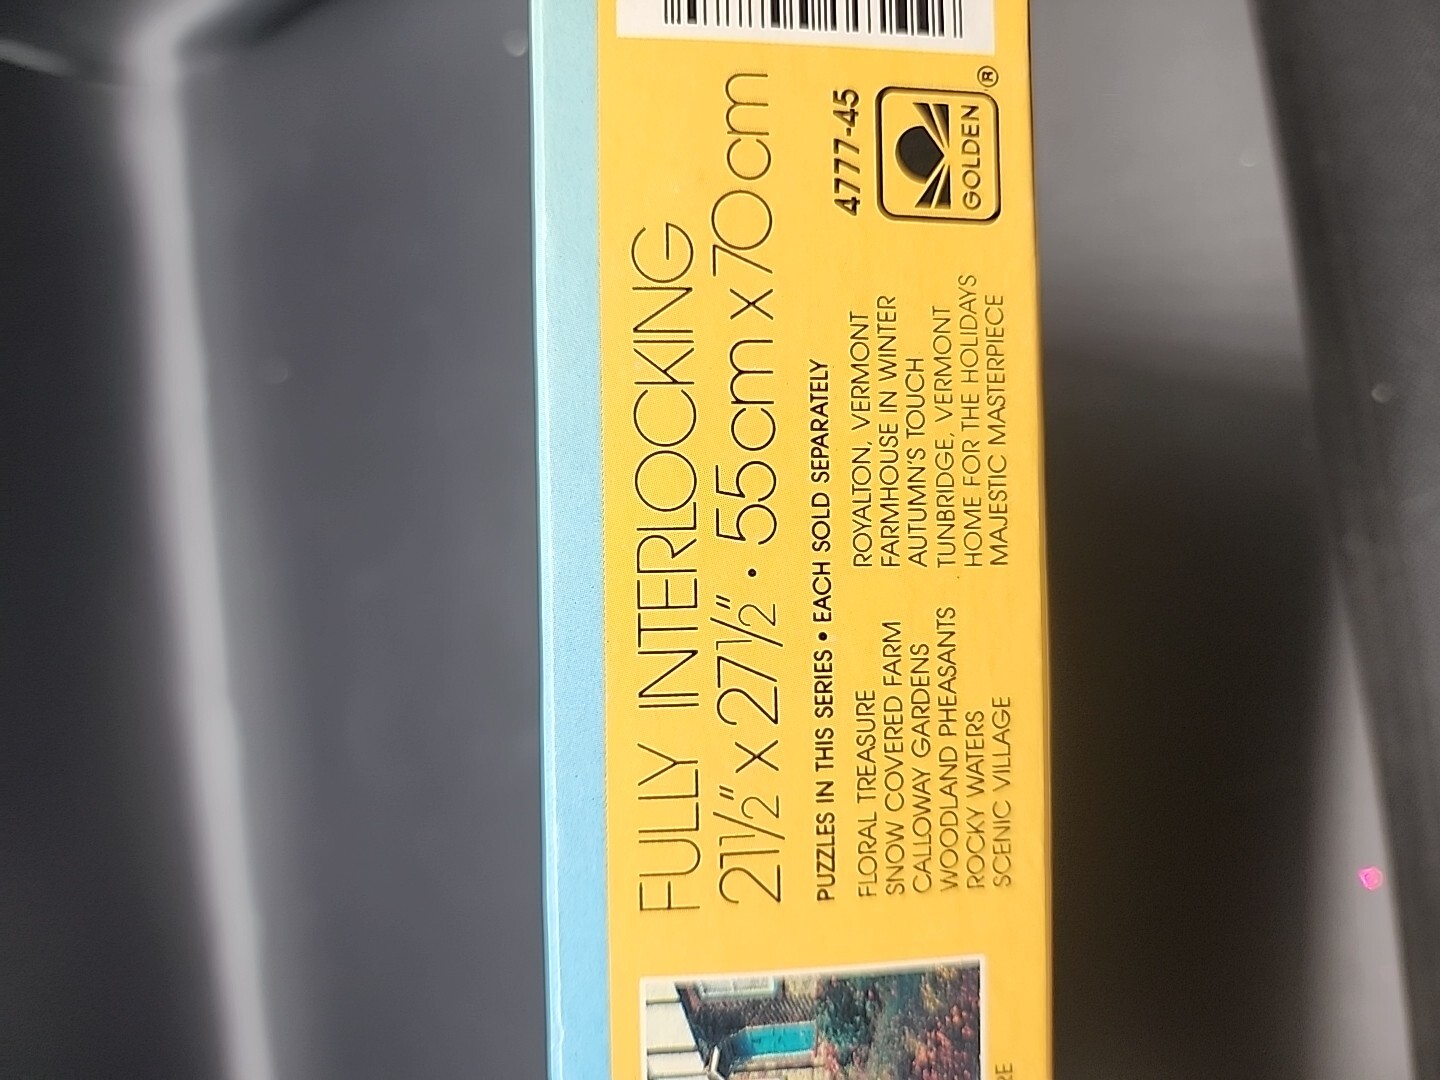 FULLY INTERLOCKING
21½" x 27½" • 55cm x 70cm
PUZZLES IN THIS SERIES • EACH SOLD SEPARATELY
FLORAL TREASURE
SNOW COVERED FARM
CALLOWAY GARDENS
WOODLAND PHEASANTS
ROCKY WATERS
SCENIC VILLAGE
ROYALTON, VERMONT
FARMHOUSE IN WINTER
AUTUMN'S TOUCH
TUNBRIDGE, VERMONT
HOME FOR THE HOLIDAYS
MAJESTIC MASTERPIECE
4777-45
GOLDEN ®